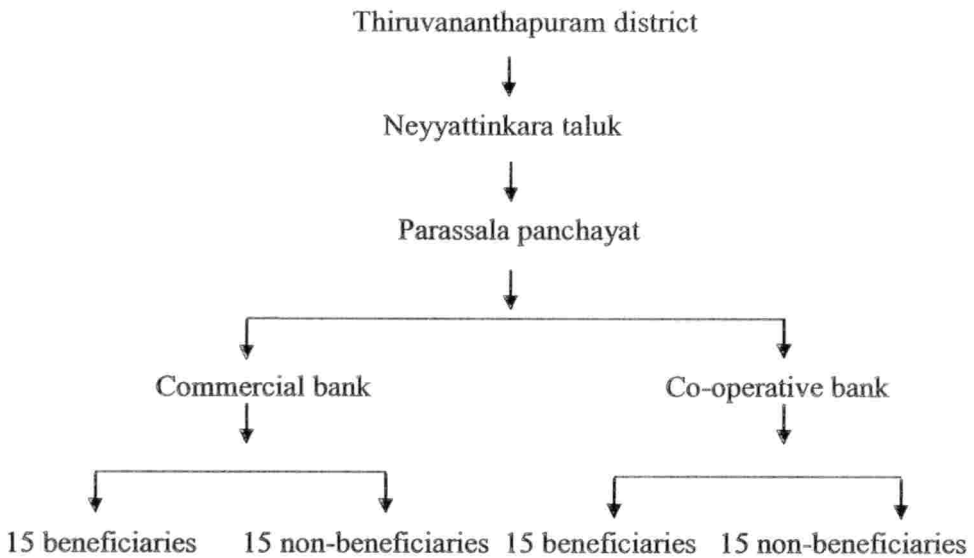 Thiruvananthapuram district
Neyyattinkara taluk
Parassala panchayat
Commercial bank
Co-operative bank
15 beneficiaries
15 non-beneficiaries
15 beneficiaries
15 non-beneficiaries